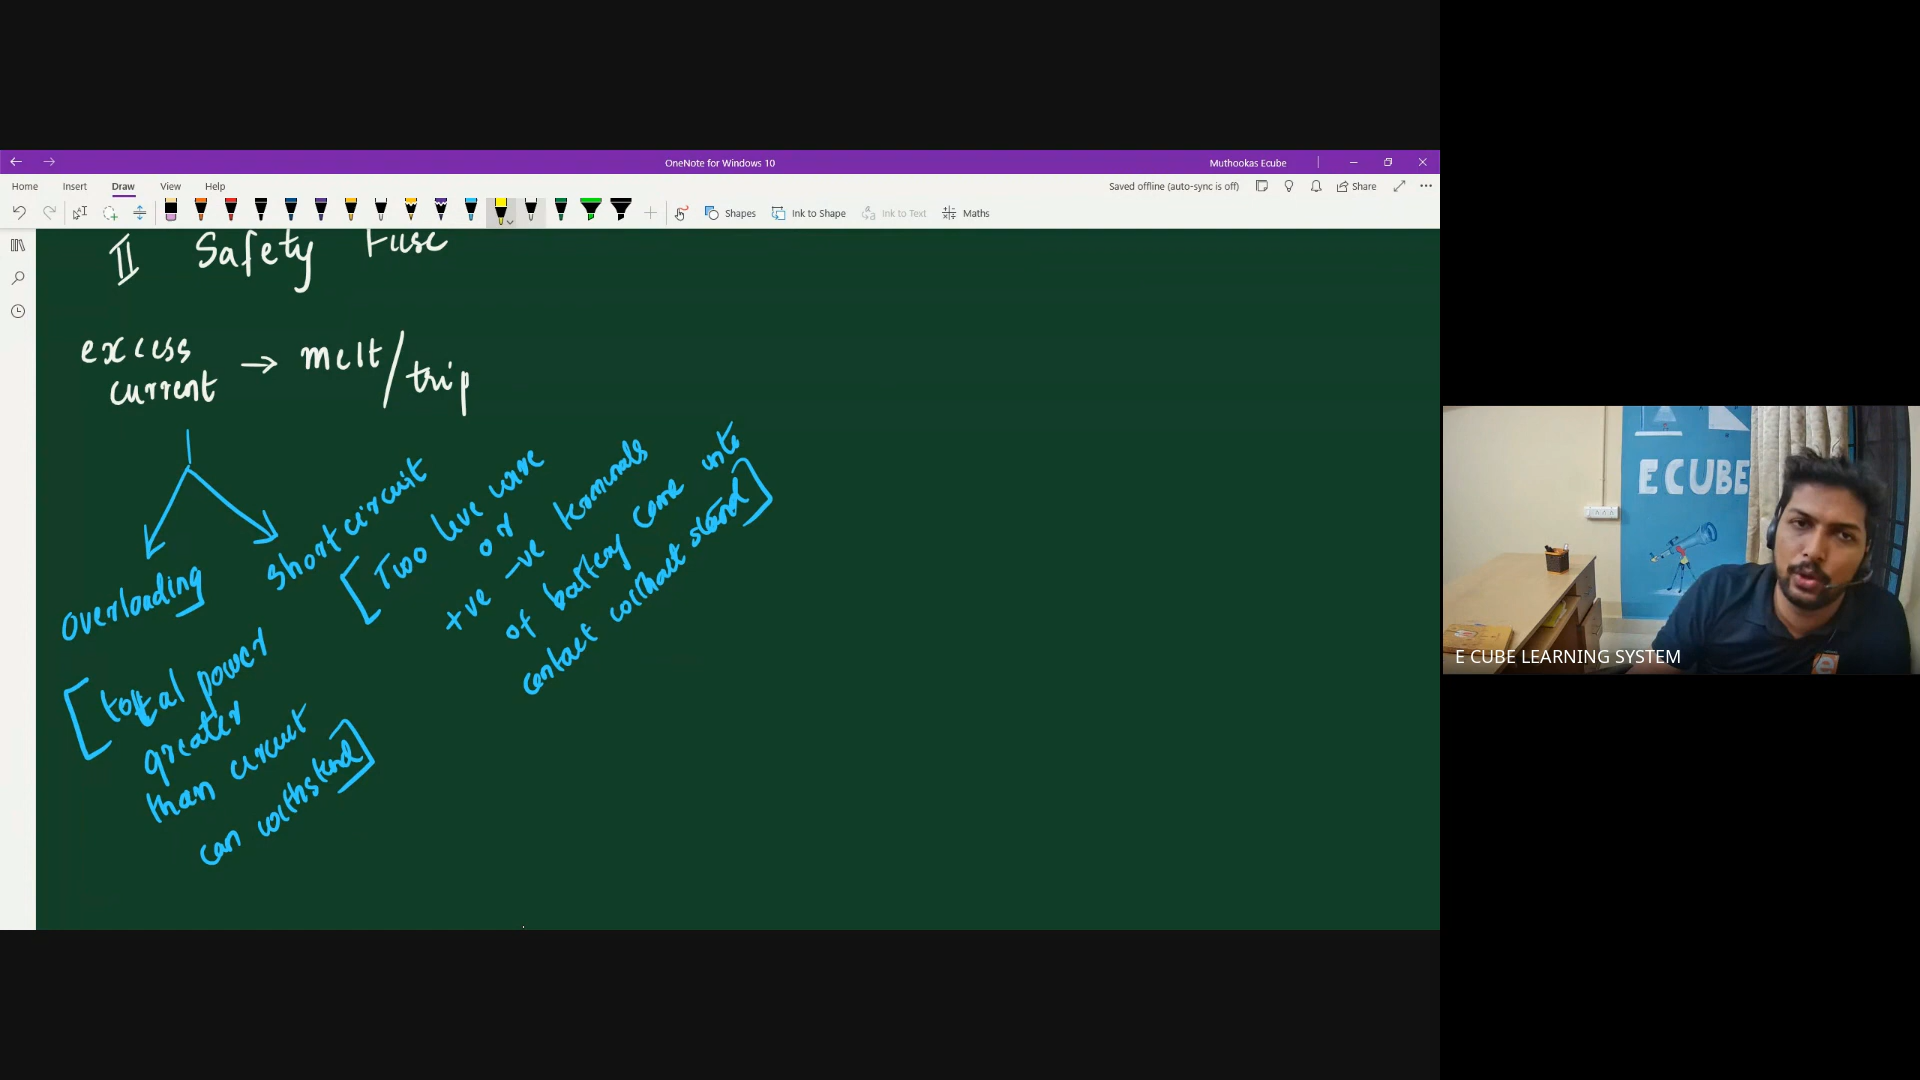 OneNote for Windows 10
Muthookas Ecube
Home Insert Draw View Help
Saved offline (auto-sync is off)
Share
Shapes
Ink to Shape
Ink to Text
Maths
II Safety Fuse
excess
current → melt/trip
Overloading
[total power
greater
than circuit
can withstand]
Short circuit
[Two live wire
or
+ve -ve terminals
of battery come into
contact without stand]
E CUBE
E CUBE LEARNING SYSTEM